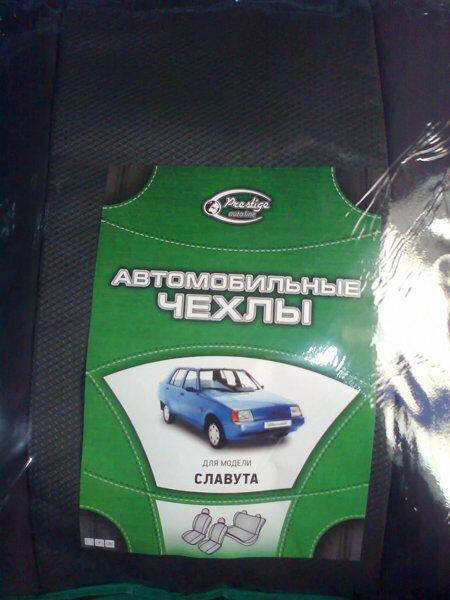 Prestige
autoline
АВТОМОБИЛЬНЫЕ
ЧЕХЛЫ
ДЛЯ МОДЕЛИ
СЛАВУТА